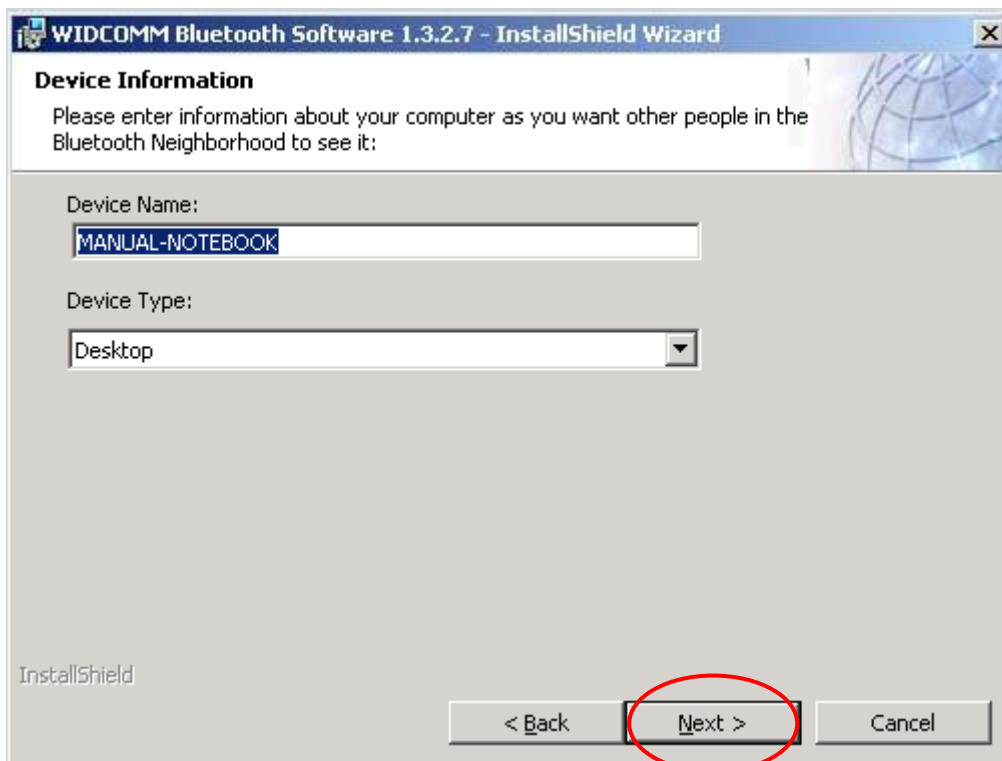 WIDCOMM Bluetooth Software 1.3.2.7 - InstallShield Wizard
Device Information
Please enter information about your computer as you want other people in the
Bluetooth Neighborhood to see it:
Device Name:
MANUAL-NOTEBOOK
Device Type:
Desktop
InstallShield
< Back
Next >
Cancel